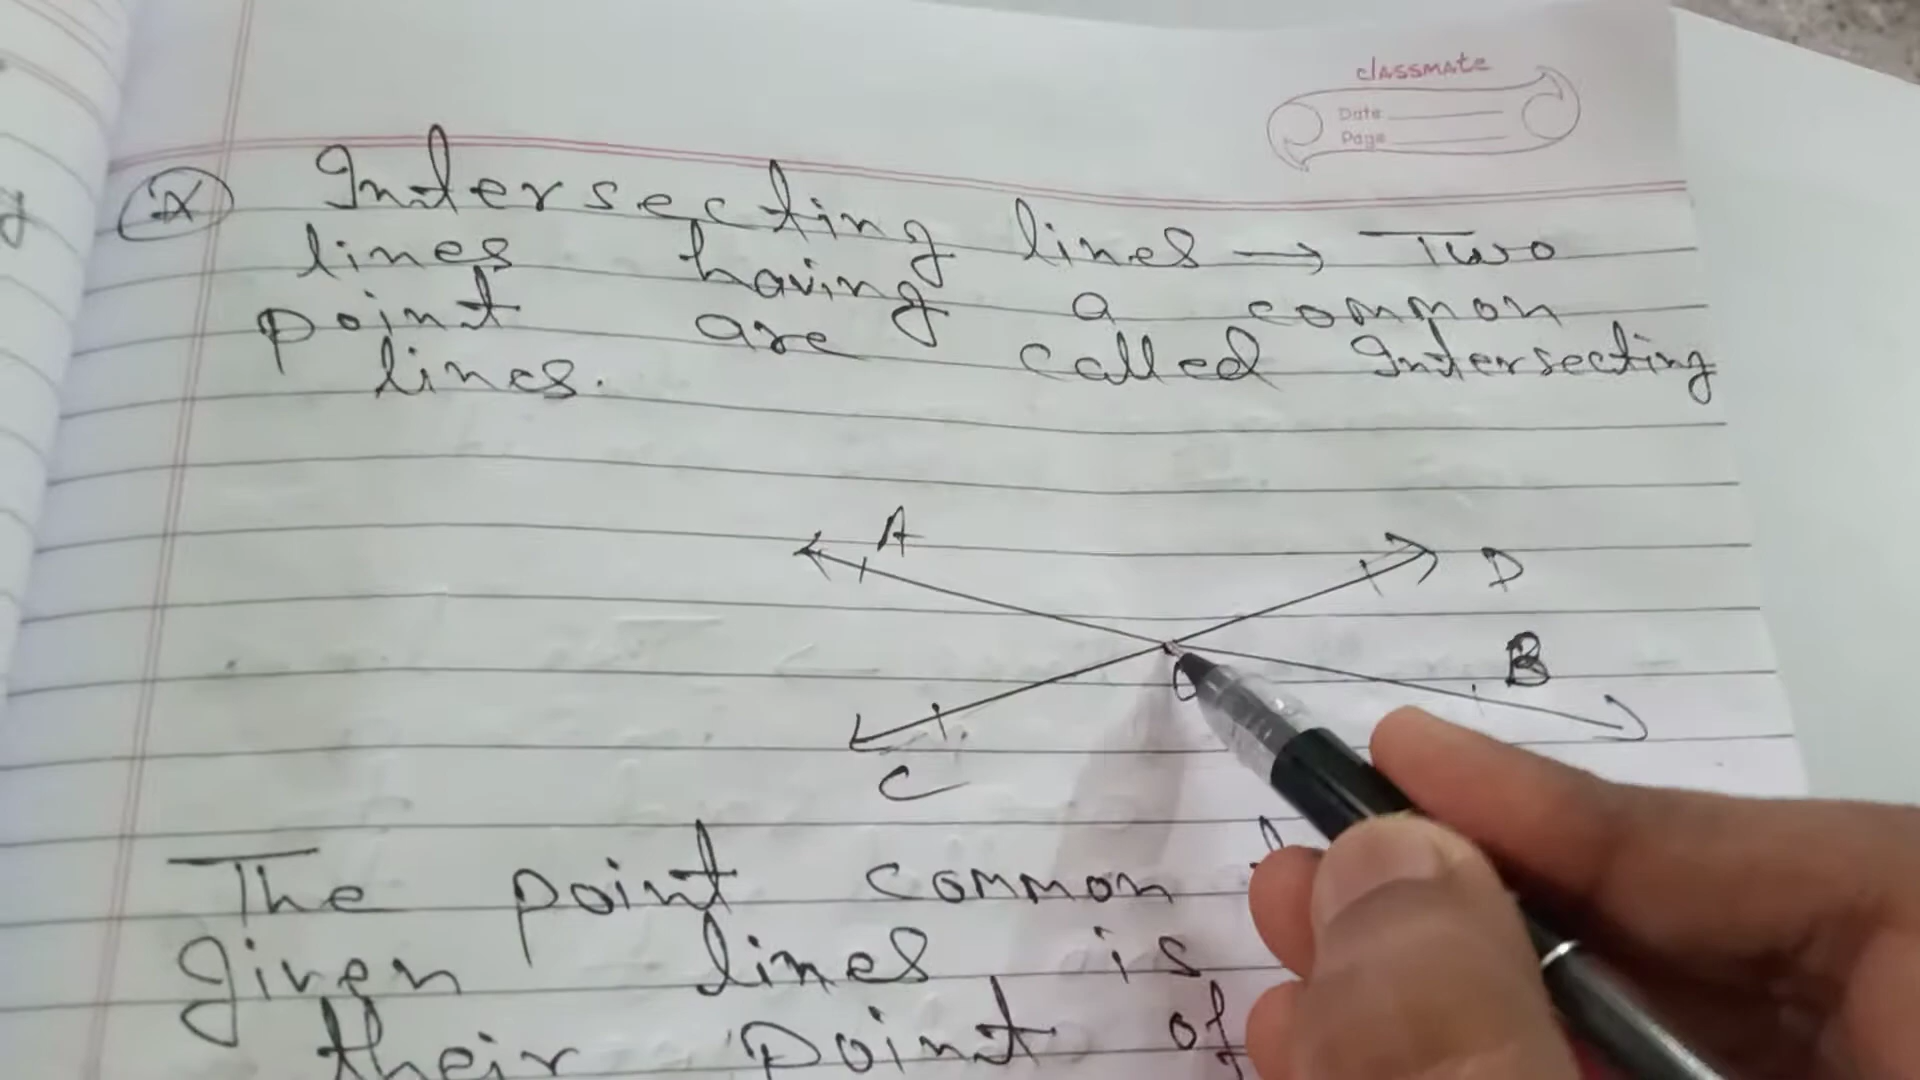 classmate
Date
Page
Intersecting lines → Two
lines having a common
point are called Intersecting
lines.
A
D
B
C
The point common
given lines is
their point of